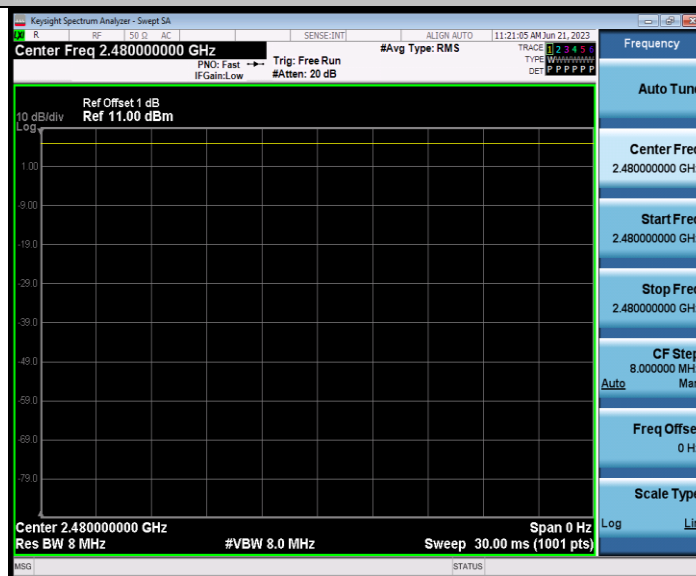 Keysight Spectrum Analyzer - Swept SA
LXI R RF 50 Ω AC SENSE:INT ALIGN AUTO 11:21:05 AM Jun 21, 2023
Center Freq 2.480000000 GHz
PNO: Fast
IFGain:Low
Trig: Free Run
#Atten: 20 dB
#Avg Type: RMS
TRACE 1 2 3 4 5 6
TYPE WWWWWW
DET P P P P P P
Ref Offset 1 dB
10 dB/div Ref 11.00 dBm
Log
1.00
-9.00
-19.0
-29.0
-39.0
-49.0
-59.0
-69.0
-79.0
Center 2.480000000 GHz Span 0 Hz
Res BW 8 MHz #VBW 8.0 MHz Sweep 30.00 ms (1001 pts)
MSG STATUS
Frequency
Auto Tune
Center Freq
2.480000000 GHz
Start Freq
2.480000000 GHz
Stop Freq
2.480000000 GHz
CF Step
8.000000 MHz
Auto Man
Freq Offset
0 Hz
Scale Type
Log Lin